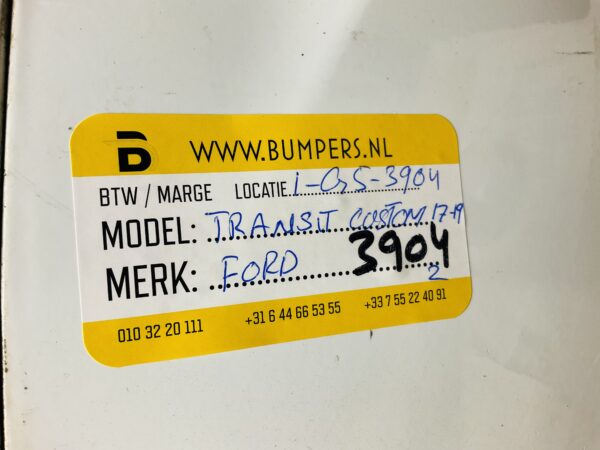 B WWW.BUMPERS.NL
BTW / MARGE LOCATIE: 1-G5-3904
MODEL: TRANSIT CUSTOM 17-19
MERK: FORD 3904
2
010 32 20 111 +31 6 44 66 53 55 +33 7 55 22 40 91